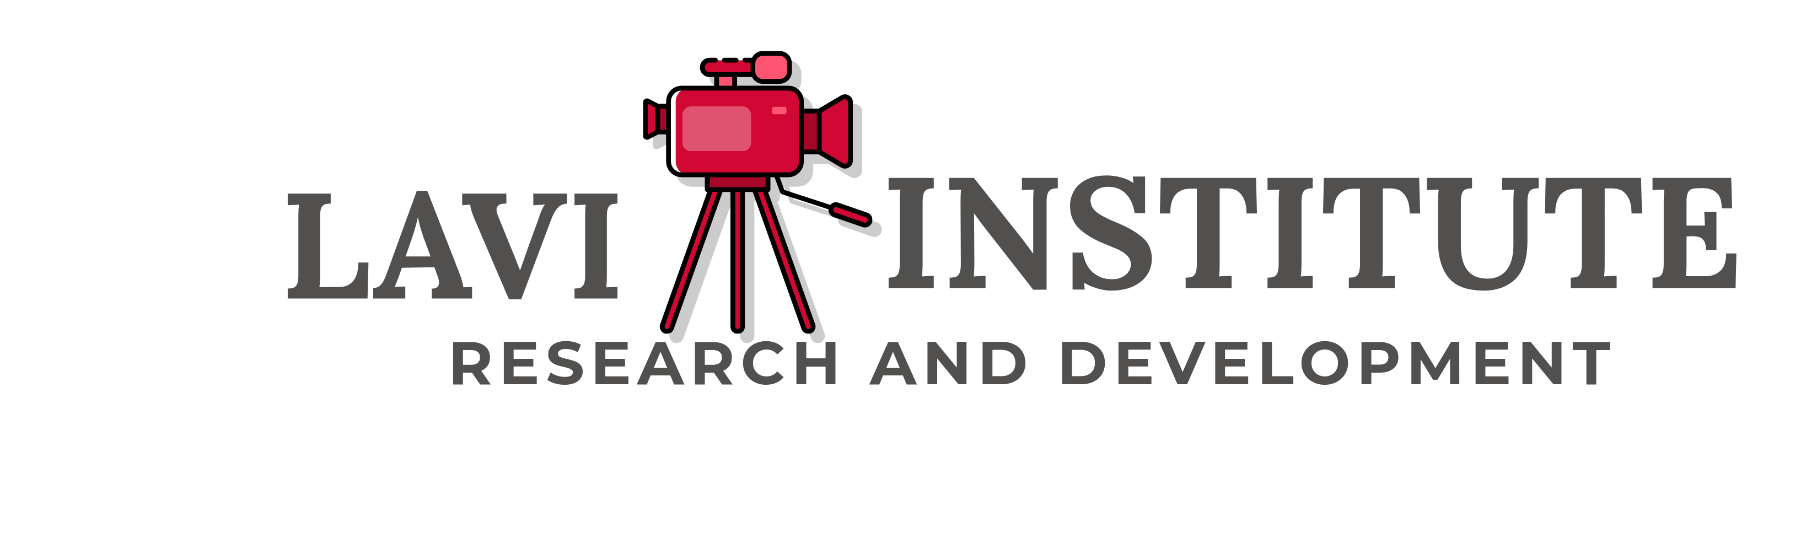 LAVI INSTITUTE
RESEARCH AND DEVELOPMENT